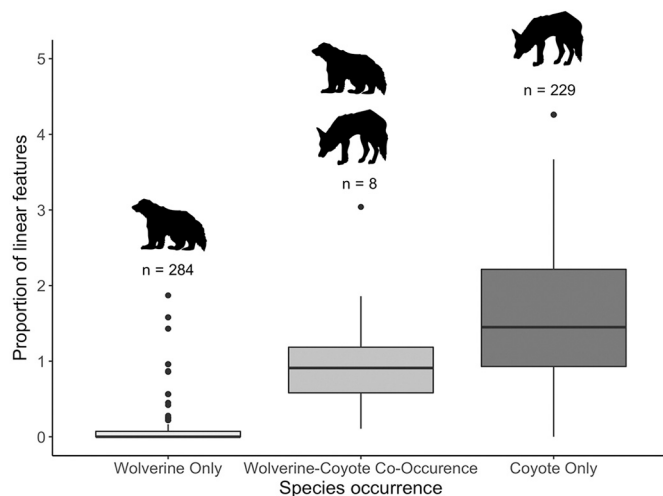 5
n = 229
4
n = 8
3
n = 284
2
1
0
Proportion of linear features
Wolverine Only
Wolverine-Coyote Co-Occurence
Coyote Only
Species occurrence